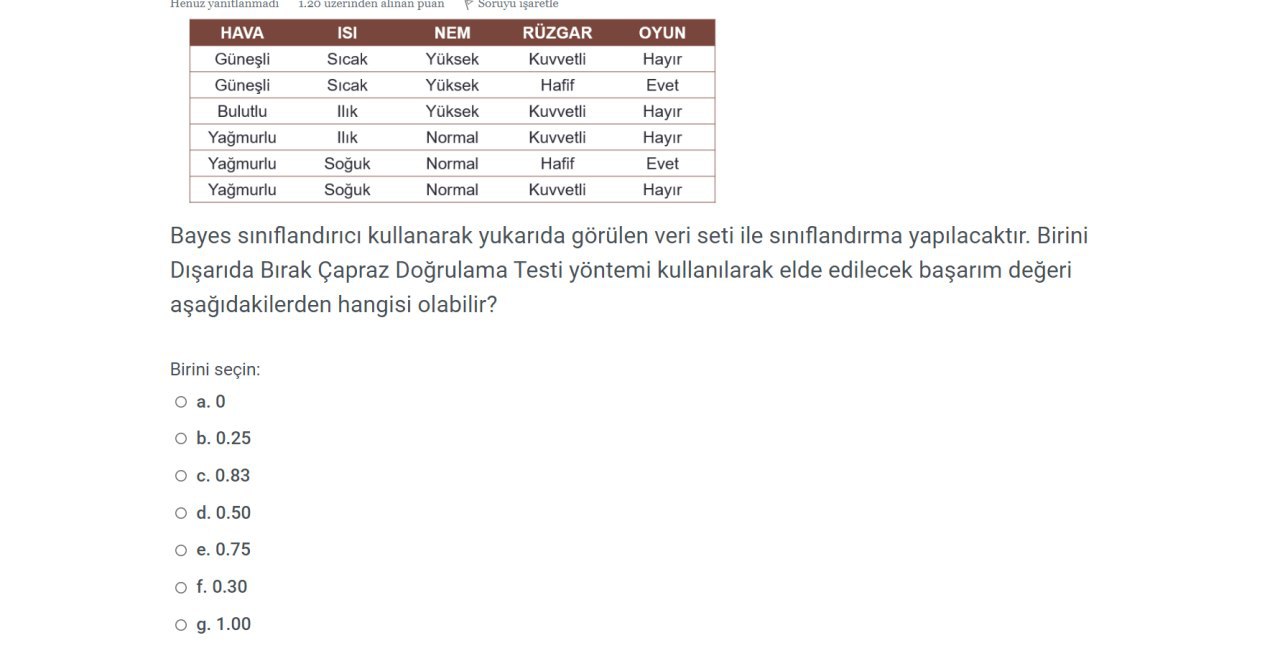 Henüz yanıtlanmadı 1.20 üzerinden alınan puan Soruyu işaretle
HAVA ISI NEM RÜZGAR OYUN
Güneşli Sıcak Yüksek Kuvvetli Hayır
Güneşli Sıcak Yüksek Hafif Evet
Bulutlu Ilık Yüksek Kuvvetli Hayır
Yağmurlu Ilık Normal Kuvvetli Hayır
Yağmurlu Soğuk Normal Hafif Evet
Yağmurlu Soğuk Normal Kuvvetli Hayır
Bayes sınıflandırıcı kullanarak yukarıda görülen veri seti ile sınıflandırma yapılacaktır. Birini
Dışarıda Bırak Çapraz Doğrulama Testi yöntemi kullanılarak elde edilecek başarım değeri
aşağıdakilerden hangisi olabilir?
Birini seçin:
a. 0
b. 0.25
c. 0.83
d. 0.50
e. 0.75
f. 0.30
g. 1.00